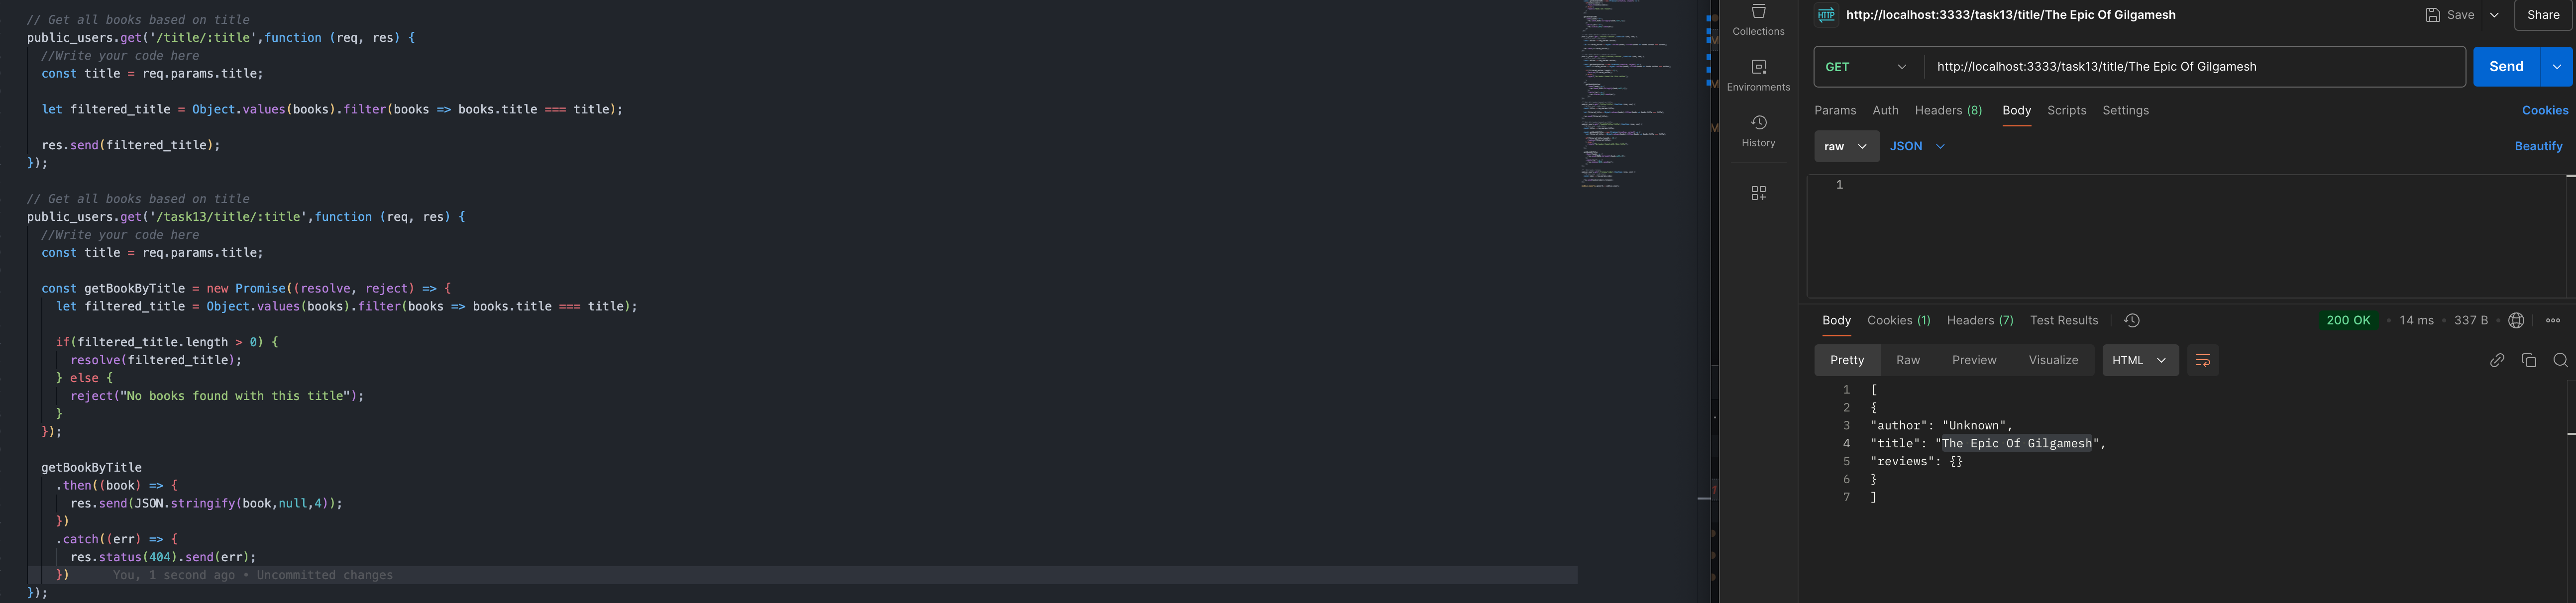 // Get all books based on title
public_users.get('/title/:title',function (req, res) {
//Write your code here
const title = req.params.title;
let filtered_title = Object.values(books).filter(books => books.title === title);
res.send(filtered_title);
});
// Get all books based on title
public_users.get('/task13/title/:title',function (req, res) {
//Write your code here
const title = req.params.title;
const getBookByTitle = new Promise((resolve, reject) => {
let filtered_title = Object.values(books).filter(books => books.title === title);
if(filtered_title.length > 0) {
resolve(filtered_title);
} else {
reject("No books found with this title");
}
});
getBookByTitle
.then((book) => {
res.send(JSON.stringify(book,null,4));
})
.catch((err) => {
res.status(404).send(err);
}) You, 1 second ago • Uncommitted changes
});
Collections
Environments
History
HTTP http://localhost:3333/task13/title/The Epic Of Gilgamesh Save Share
GET http://localhost:3333/task13/title/The Epic Of Gilgamesh Send
Params Auth Headers (8) Body Scripts Settings Cookies
raw JSON Beautify
1
Body Cookies (1) Headers (7) Test Results 200 OK • 14 ms • 337 B
Pretty Raw Preview Visualize HTML
1 [
2 {
3 "author": "Unknown",
4 "title": "The Epic Of Gilgamesh",
5 "reviews": {}
6 }
7 ]